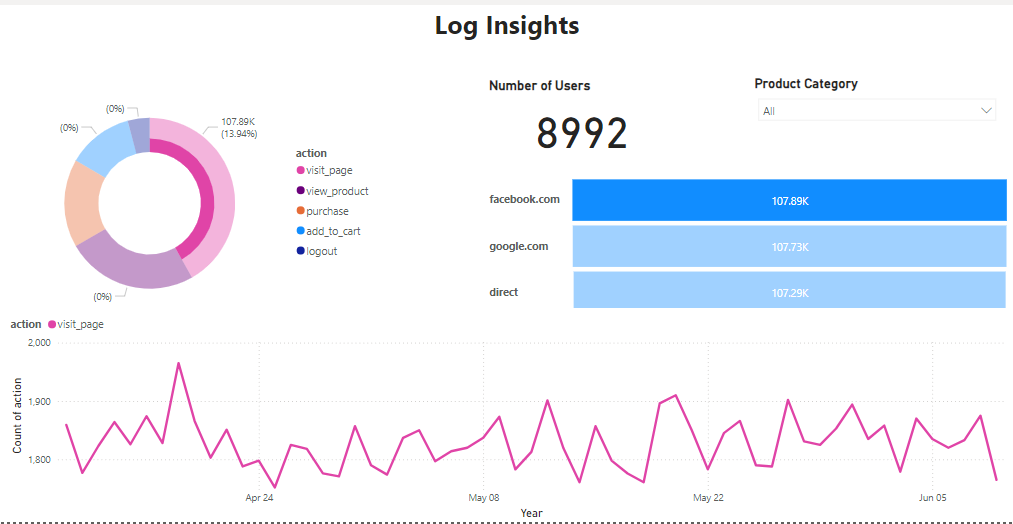 Log Insights
Number of Users
8992
Product Category
All
(0%)
(0%)
107.89K
(13.94%)
(0%)
action
visit_page
view_product
purchase
add_to_cart
logout
facebook.com
107.89K
google.com
107.73K
direct
107.29K
action visit_page
2,000
1,900
1,800
Count of action
Apr 24
May 08
May 22
Jun 05
Year